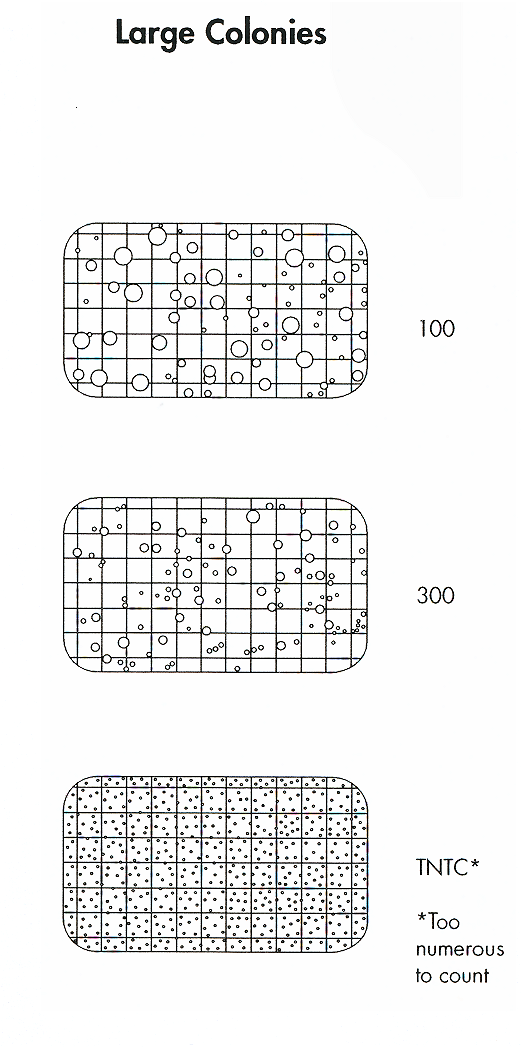 Large Colonies
100
300
TNTC*
*Too
numerous
to count